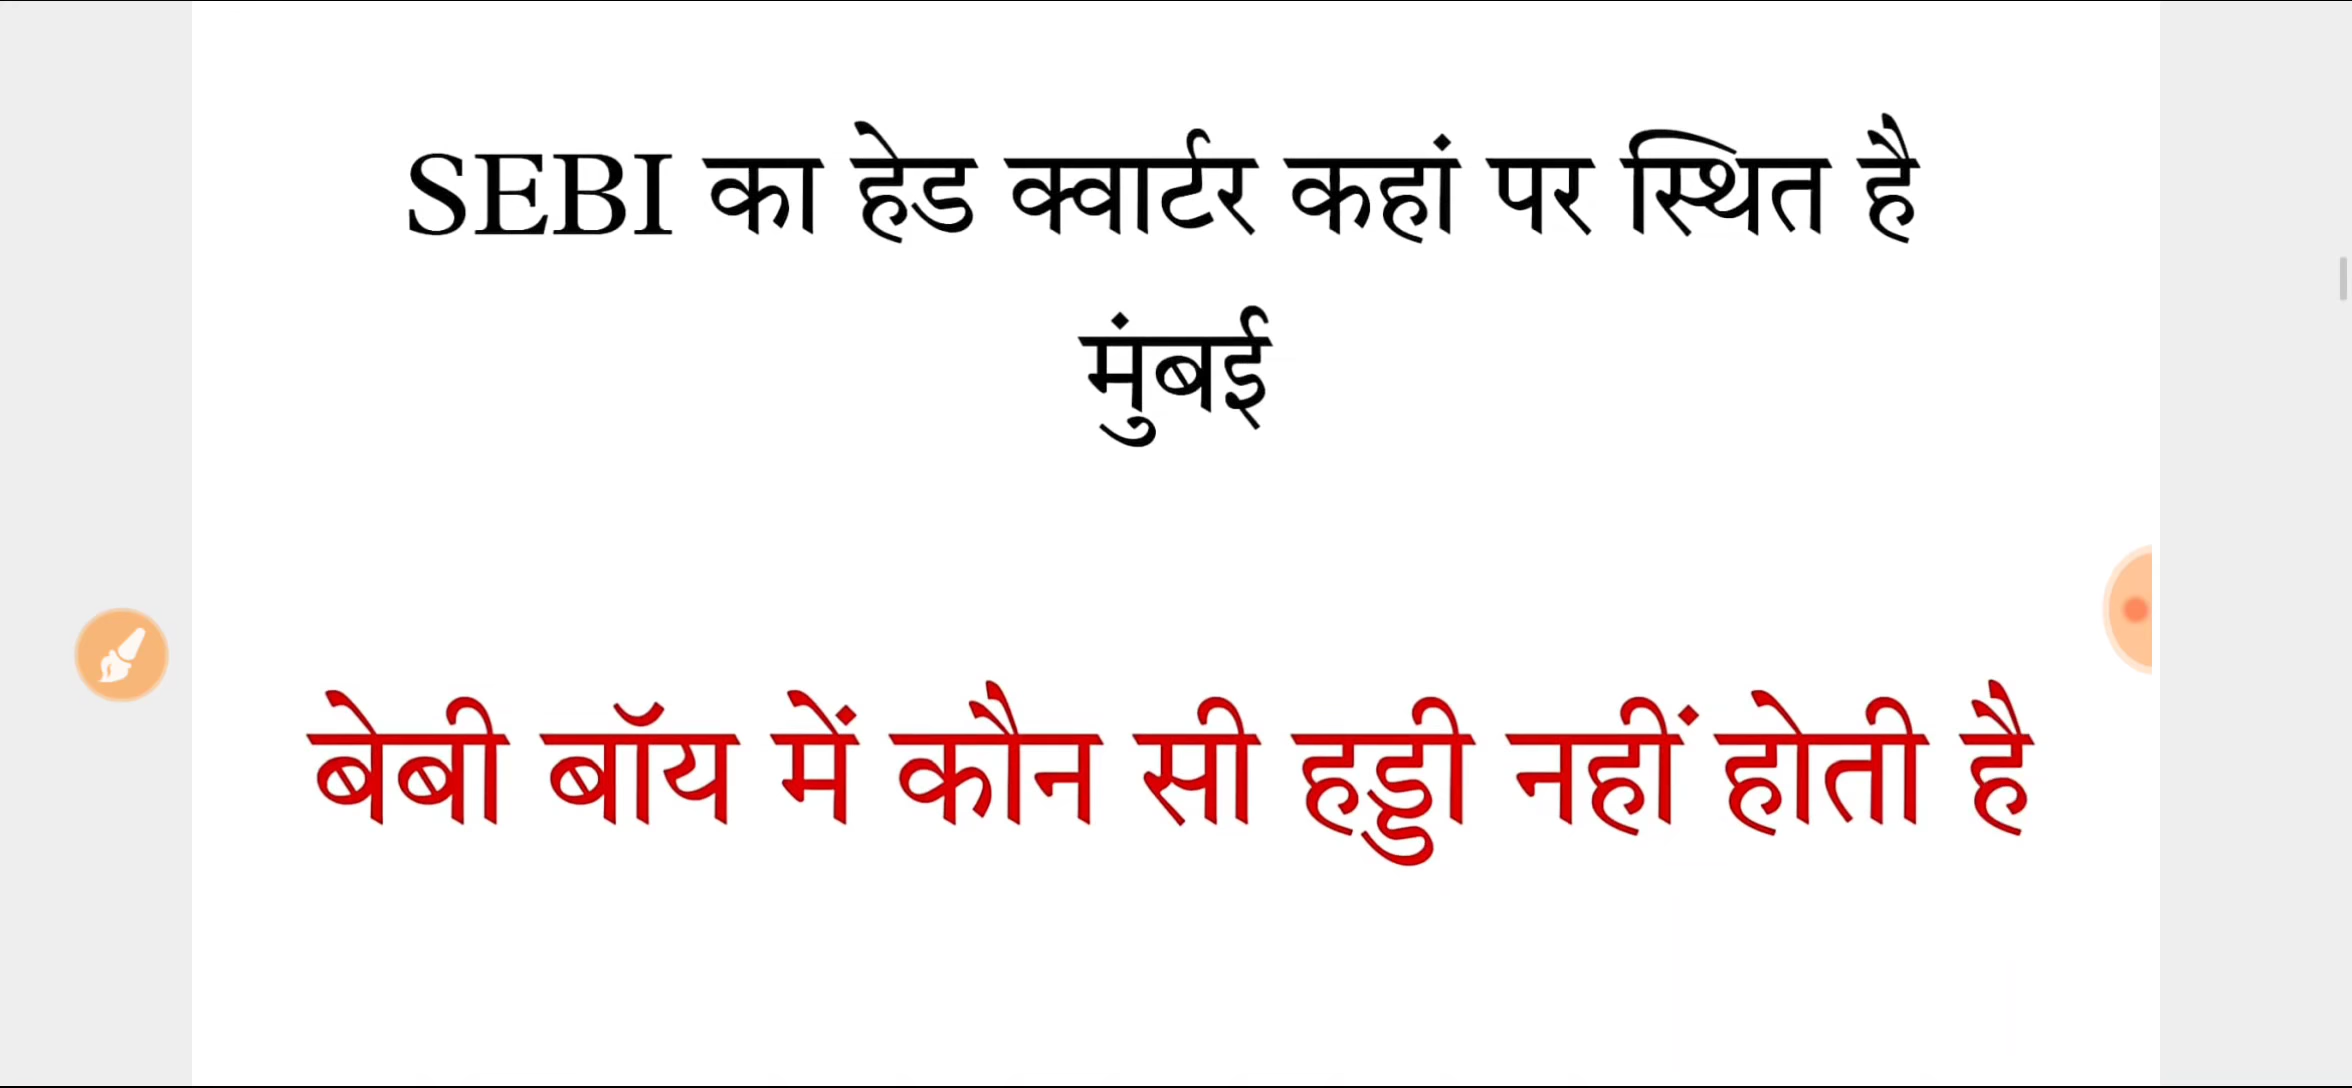 SEBI का हेड क्वार्टर कहां पर स्थित है
मुंबई
बेबी बॉय में कौन सी हड्डी नहीं होती है